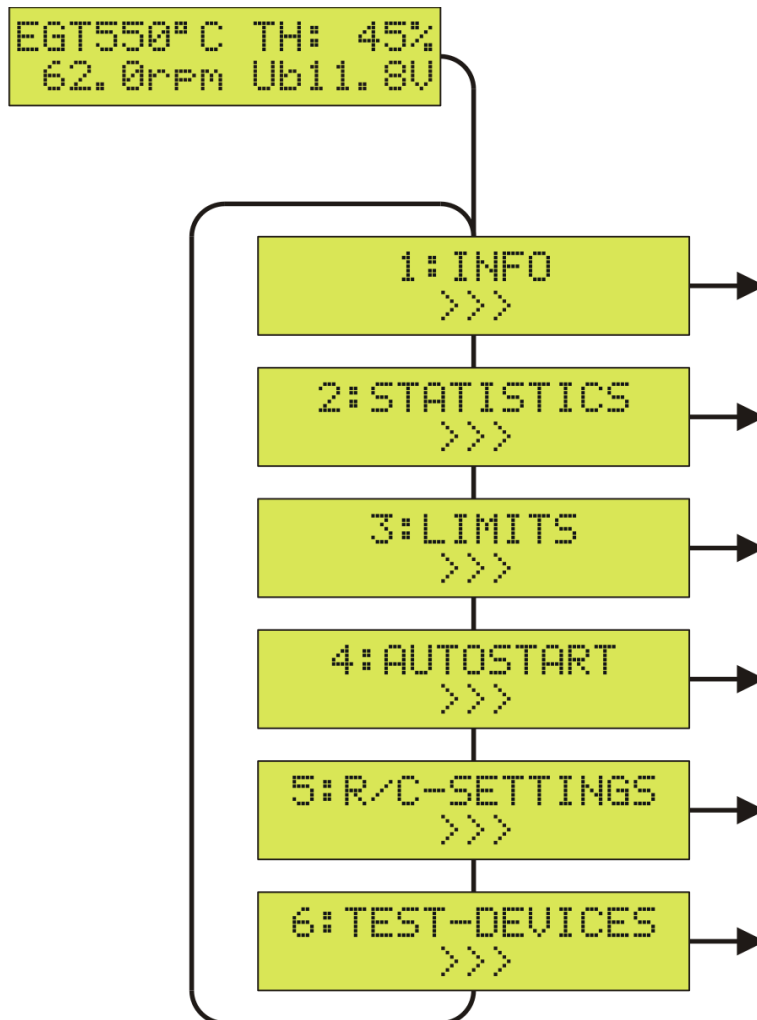 EGT550°C TH: 45%
62.0rpm Ub11.8V
1:INFO
>>>
2:STATISTICS
>>>
3:LIMITS
>>>
4:AUTOSTART
>>>
5:R/C-SETTINGS
>>>
6:TEST-DEVICES
>>>